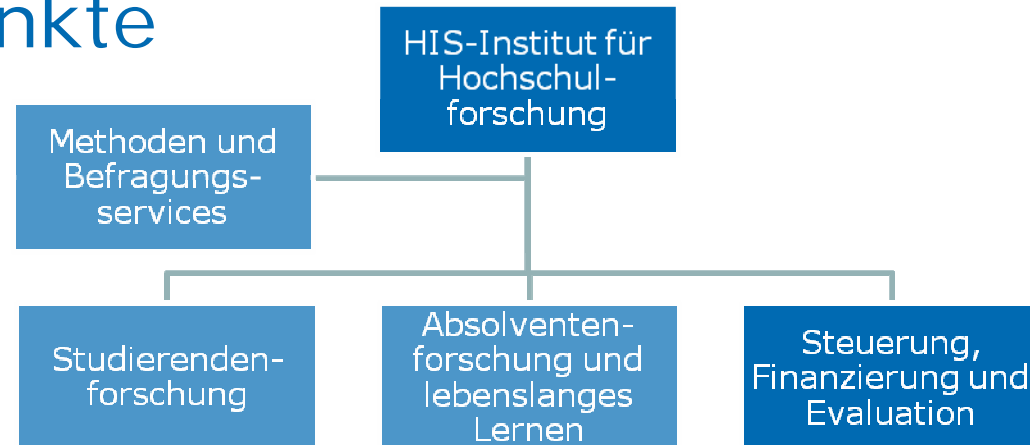 nkte
HIS-Institut für
Hochschul-
forschung
Methoden und
Befragungs-
services
Studierenden-
forschung
Absolventen-
forschung und
lebenslanges
Lernen
Steuerung,
Finanzierung und
Evaluation